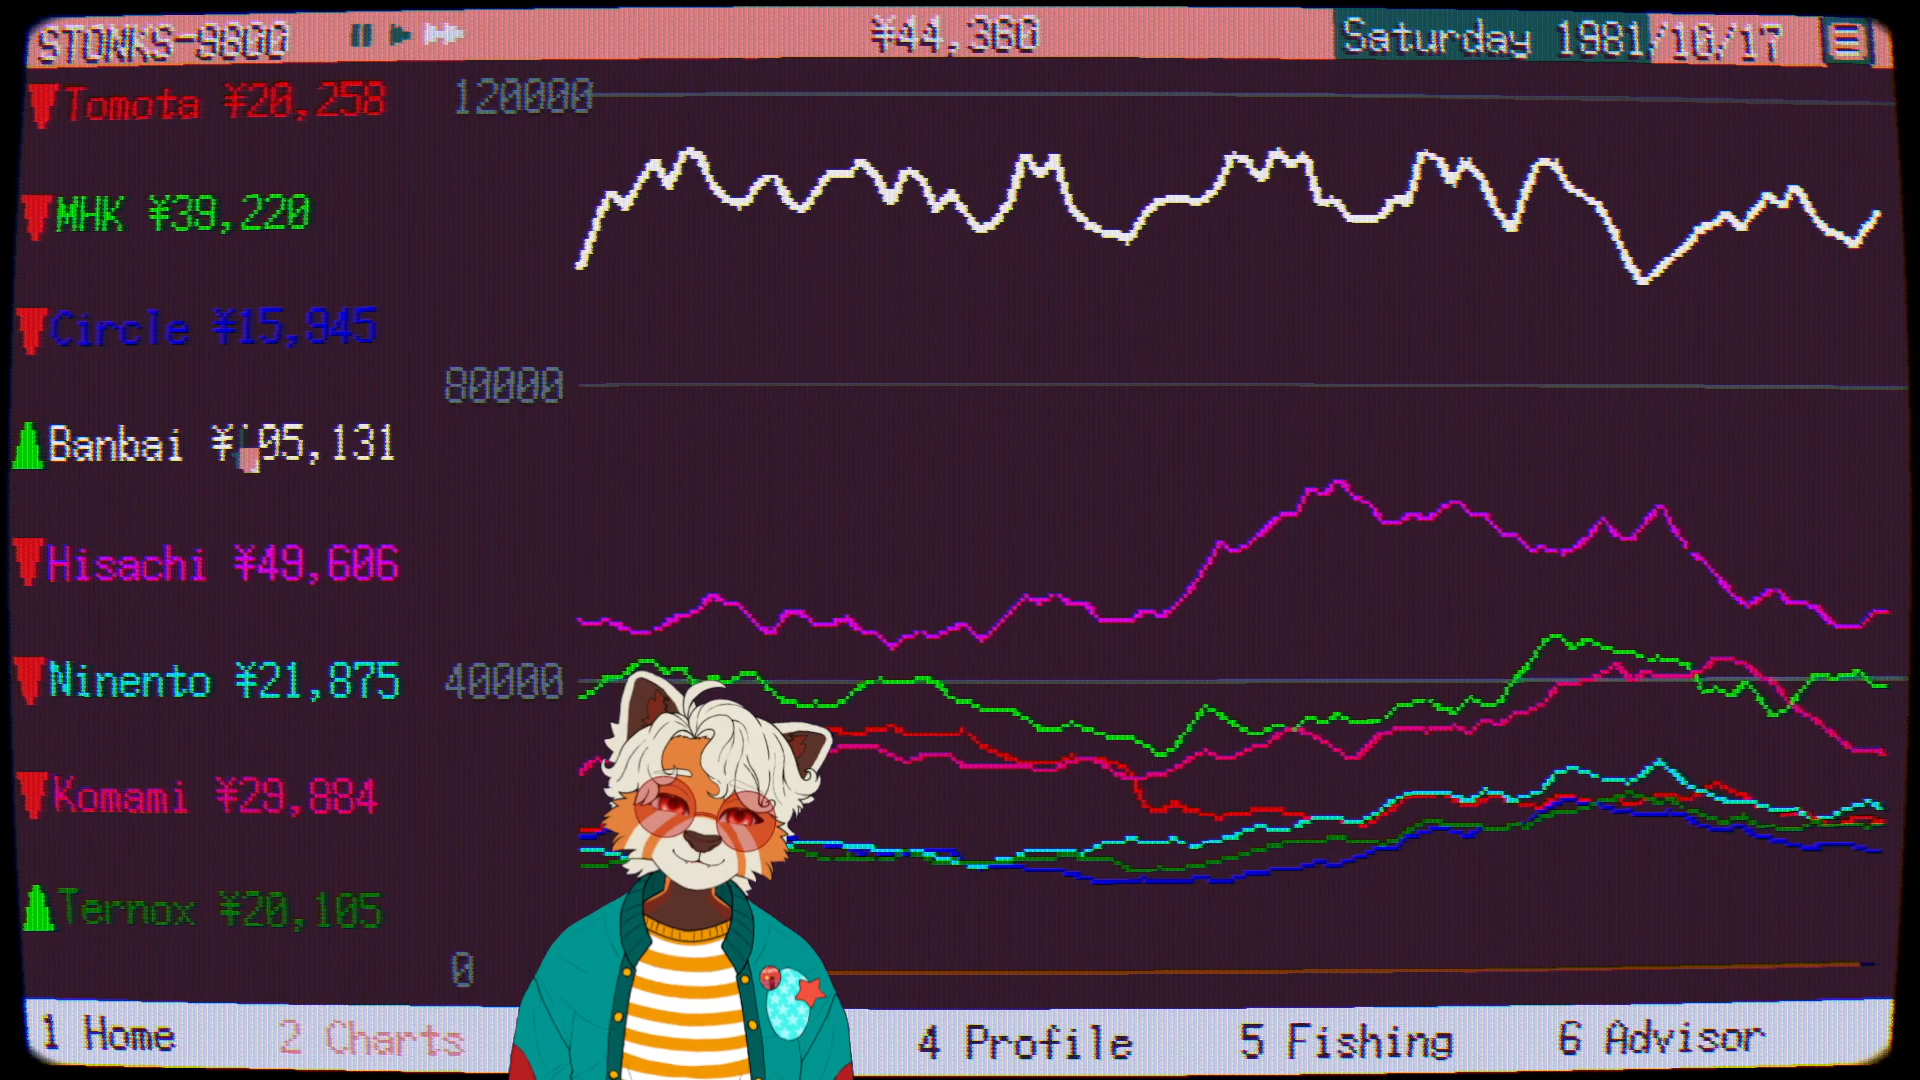 STONKS-9800
¥44,360
Saturday 1981/10/17
Tomota ¥20,258
MHK ¥39,220
Circle ¥15,945
Banbai ¥105,131
Hisachi ¥49,606
Ninento ¥21,875
Komami ¥29,884
Ternox ¥20,105
120000
80000
40000
0
1 Home
2 Charts
4 Profile
5 Fishing
6 Advisor